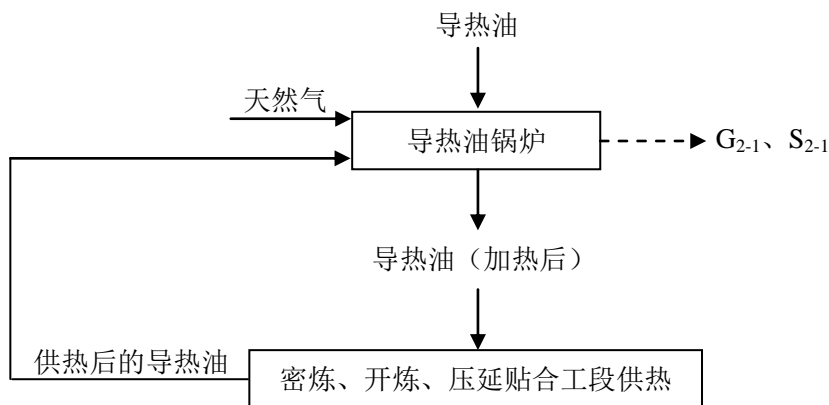 导热油
天然气
导热油锅炉
G2-1、S2-1
导热油（加热后）
供热后的导热油
密炼、开炼、压延贴合工段供热